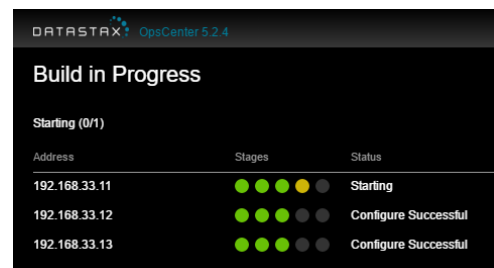 DATASTAX OpsCenter 5.2.4
Build in Progress
Starting (0/1)
Address Stages Status
192.168.33.11 Starting
192.168.33.12 Configure Successful
192.168.33.13 Configure Successful